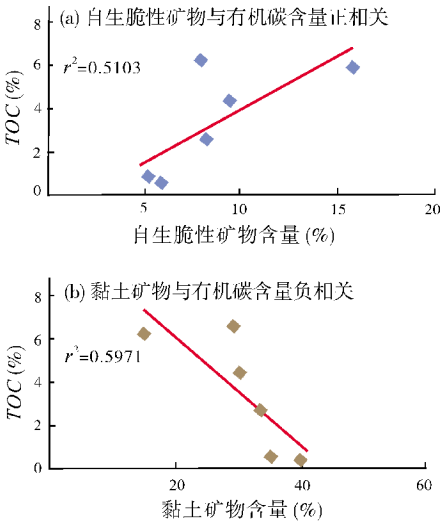 (a) 自生脆性矿物与有机碳含量正相关
r²=0.5103
TOC (%)
8
6
4
2
0
5
10
15
20
自生脆性矿物含量 (%)
(b) 黏土矿物与有机碳含量负相关
r³=0.5971
TOC (%)
8
6
4
2
0
20
40
60
黏土矿物含量 (%)